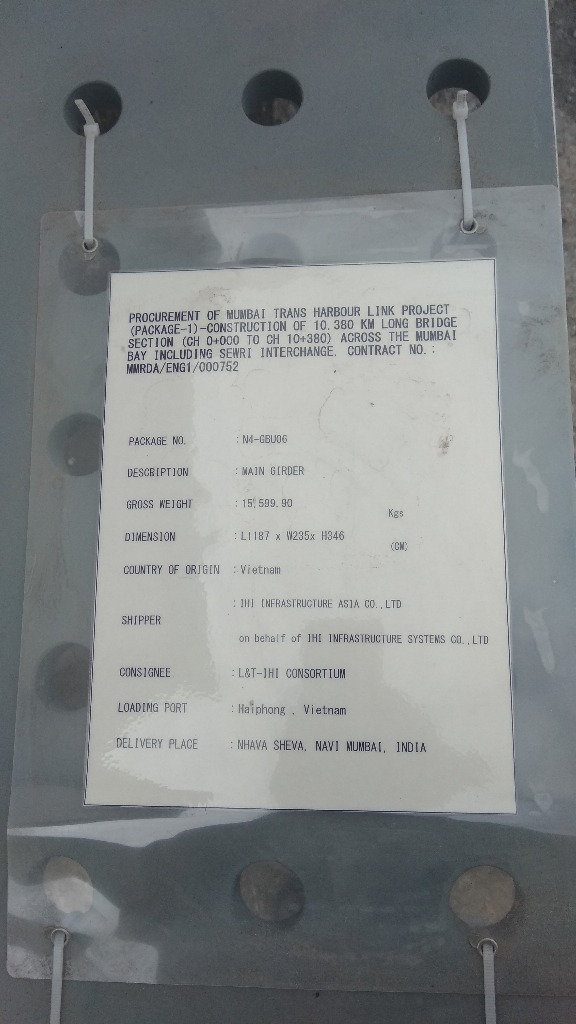 PROCUREMENT OF MUMBAI TRANS HARBOUR LINK PROJECT
(PACKAGE-1)-CONSTRUCTION OF 10.380 KM LONG BRIDGE
SECTION (CH 0+000 TO CH 10+380) ACROSS THE MUMBAI
BAY INCLUDING SEWRI INTERCHANGE. CONTRACT NO.:
MMRDA/ENG1/000752
PACKAGE NO. : N4-GBU06
DESCRIPTION : MAIN GIRDER
GROSS WEIGHT : 15,599.90 Kgs
DIMENSION : L1187 x W235x H346 (CM)
COUNTRY OF ORIGIN : Vietnam
SHIPPER : IHI INFRASTRUCTURE ASIA CO.,LTD
on behalf of IHI INFRASTRUCTURE SYSTEMS CO.,LTD
CONSIGNEE : L&T-IHI CONSORTIUM
LOADING PORT : Haiphong , Vietnam
DELIVERY PLACE : NHAVA SHEVA, NAVI MUMBAI, INDIA